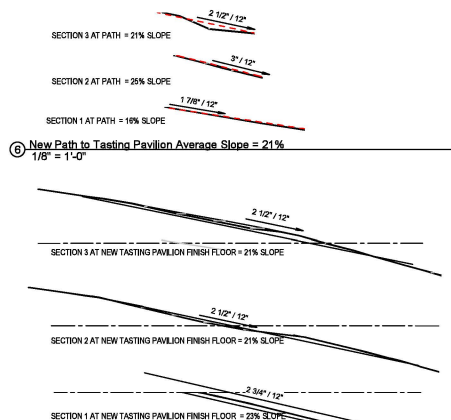 2 1/2" / 12"
SECTION 3 AT PATH = 21% SLOPE
3" / 12"
SECTION 2 AT PATH = 25% SLOPE
1 7/8" / 12"
SECTION 1 AT PATH = 16% SLOPE
6 New Path to Tasting Pavilion Average Slope = 21%
1/8" = 1'-0"
2 1/2" / 12"
SECTION 3 AT NEW TASTING PAVILION FINISH FLOOR = 21% SLOPE
2 1/2" / 12"
SECTION 2 AT NEW TASTING PAVILION FINISH FLOOR = 21% SLOPE
2 3/4" / 12"
SECTION 1 AT NEW TASTING PAVILION FINISH FLOOR = 23% SLOPE